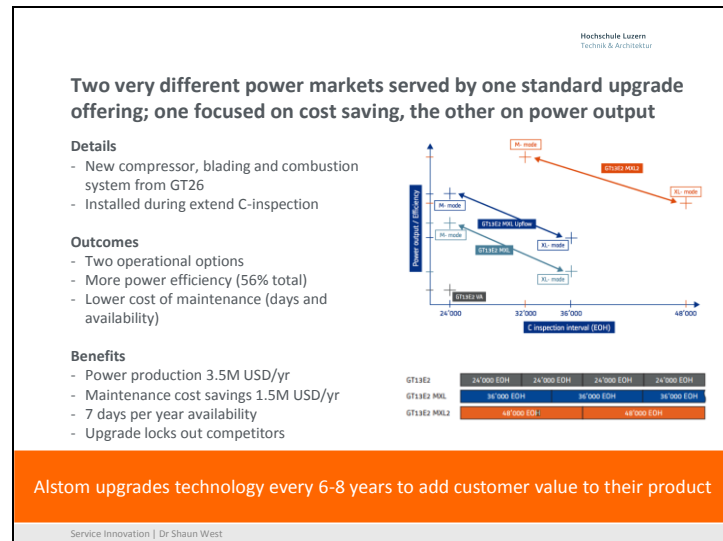 Hochschule Luzern
Technik & Architektur
Two very different power markets served by one standard upgrade
offering; one focused on cost saving, the other on power output
Details
- New compressor, blading and combustion
system from GT26
- Installed during extend C-inspection
Outcomes
- Two operational options
- More power efficiency (56% total)
- Lower cost of maintenance (days and
availability)
Benefits
- Power production 3.5M USD/yr
- Maintenance cost savings 1.5M USD/yr
- 7 days per year availability
- Upgrade locks out competitors
Power output / Efficiency
M- mode
GT13E2 MXL2
XL- mode
M- mode
GT13E2 MXL Upflow
XL- mode
M- mode
GT13E2 MXL
XL- mode
GT13E2 VA
24'000
32'000
36'000
48'000
C inspection interval (EOH)
GT13E2
24'000 EOH
24'000 EOH
24'000 EOH
24'000 EOH
GT13E2 MXL
36'000 EOH
36'000 EOH
36'000 EOH
GT13E2 MXL2
48'000 EOH
48'000 EOH
Alstom upgrades technology every 6-8 years to add customer value to their product
Service Innovation | Dr Shaun West